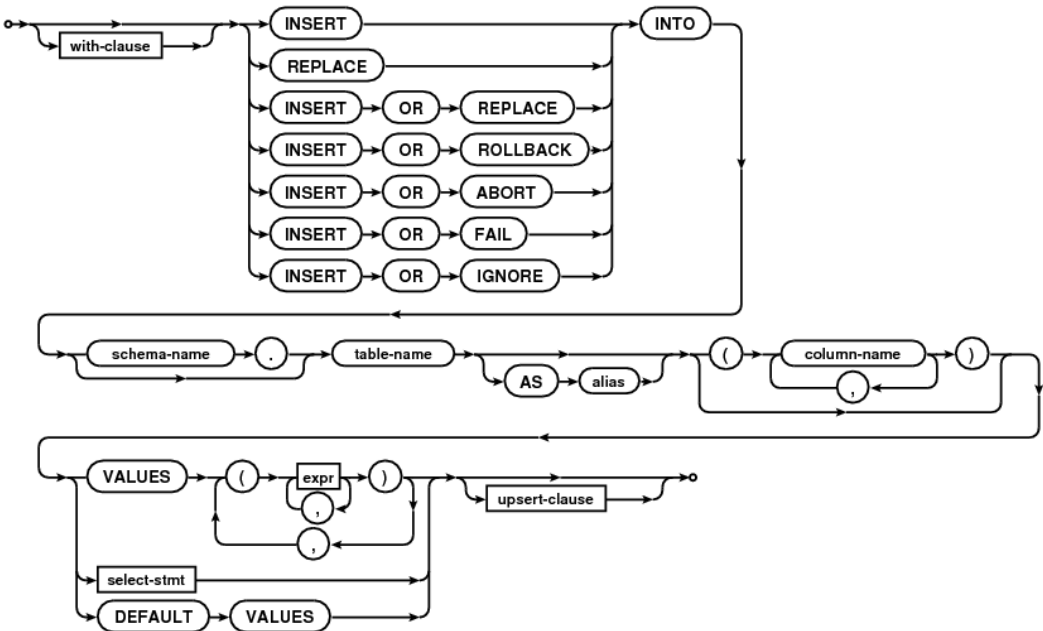 INSERT INTO
with-clause
REPLACE
INSERT OR REPLACE
INSERT OR ROLLBACK
INSERT OR ABORT
INSERT OR FAIL
INSERT OR IGNORE
schema-name . table-name ( column-name )
AS alias ,
VALUES ( expr )
upsert-clause
,
,
select-stmt
DEFAULT VALUES